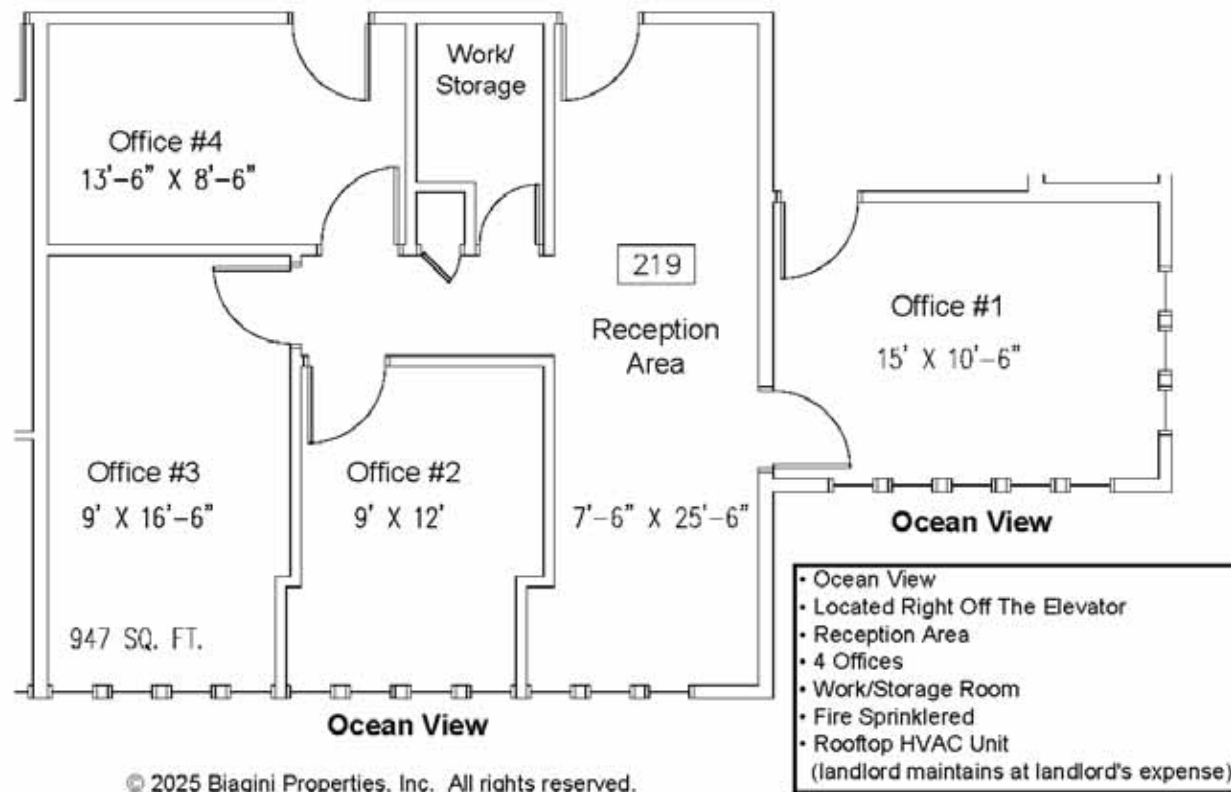 Work/
Storage
Office #4
13'-6" X 8'-6"
219
Reception
Area
Office #1
15' X 10'-6"
Office #3
9' X 16'-6"
Office #2
9' X 12'
7'-6" X 25'-6"
Ocean View
947 SQ. FT.
Ocean View
• Ocean View
• Located Right Off The Elevator
• Reception Area
• 4 Offices
• Work/Storage Room
• Fire Sprinklered
• Rooftop HVAC Unit
(landlord maintains at landlord's expense)
© 2025 Biagini Properties, Inc. All rights reserved.